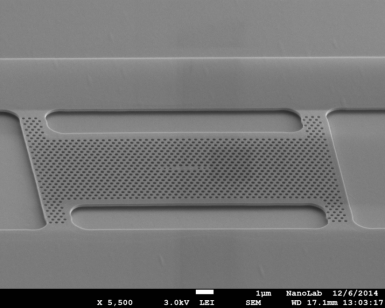 1μm NanoLab 12/6/2014
X 5,500 3.0kV LEI SEM WD 17.1mm 13:03:17